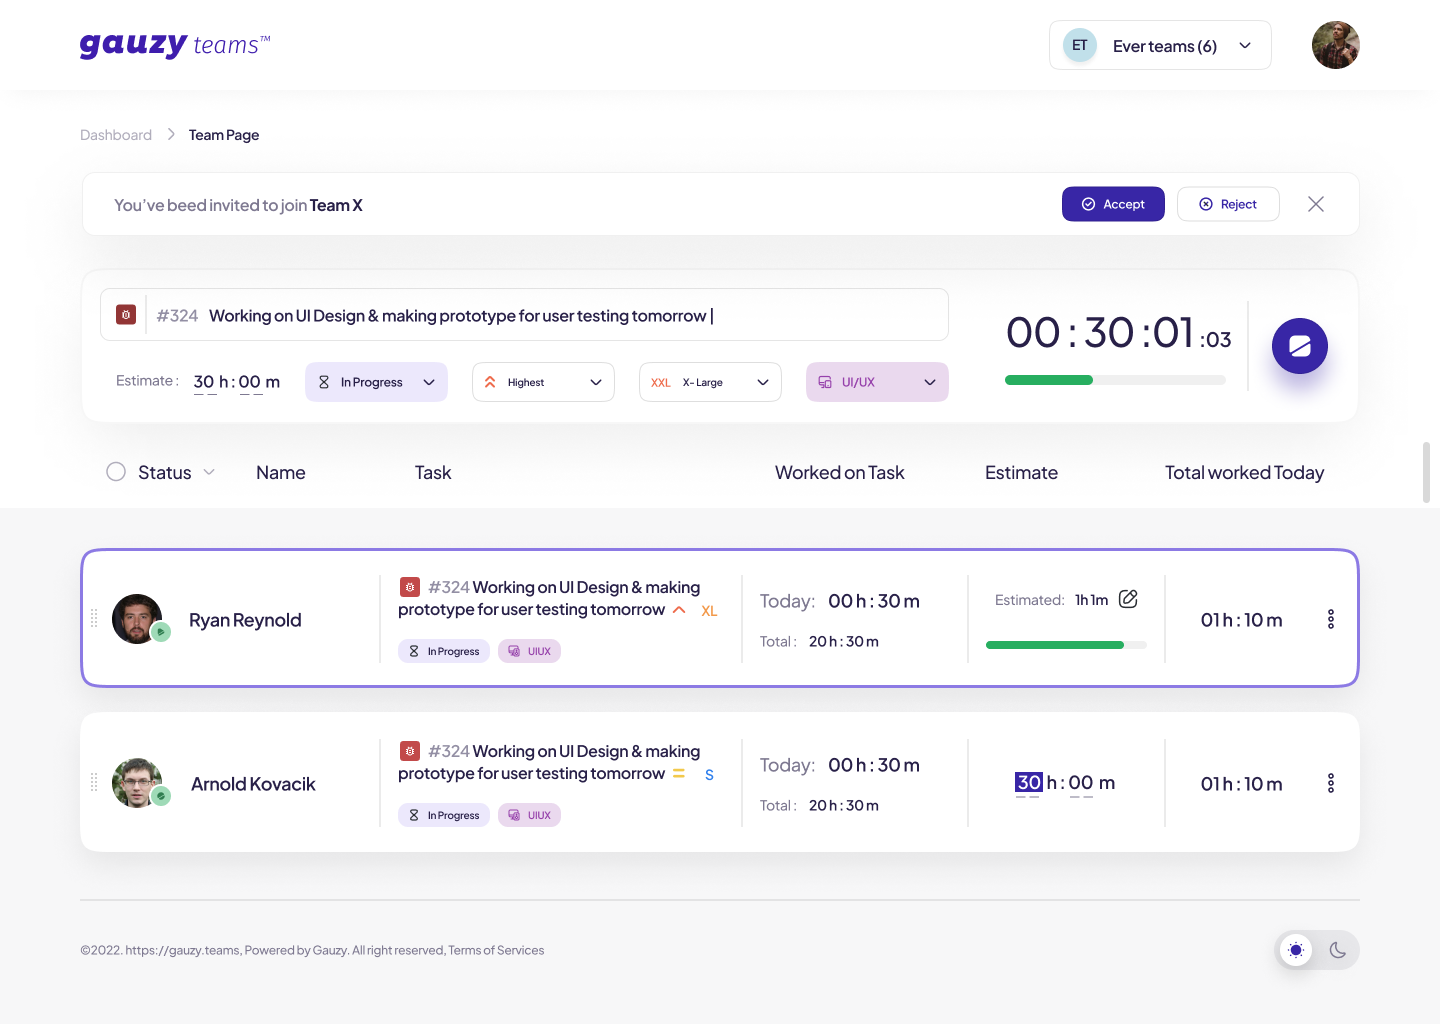 gauzy teams™
ET Ever teams (6)
Dashboard Team Page
You've beed invited to join Team X
Accept Reject
#324 Working on UI Design & making prototype for user testing tomorrow |
00 : 30 :01 :03
Estimate : 30 h : 00 m In Progress Highest XXL X- Large UI/UX
Status Name Task Worked on Task Estimate Total worked Today
Ryan Reynold
#324 Working on UI Design & making
prototype for user testing tomorrow XL
In Progress UIUX
Today: 00 h : 30 m
Total : 20 h : 30 m
Estimated: 1h 1m
01 h : 10 m
Arnold Kovacik
#324 Working on UI Design & making
prototype for user testing tomorrow S
In Progress UIUX
Today: 00 h : 30 m
Total : 20 h : 30 m
30 h : 00 m
01 h : 10 m
©2022. https://gauzy.teams, Powered by Gauzy. All right reserved, Terms of Services